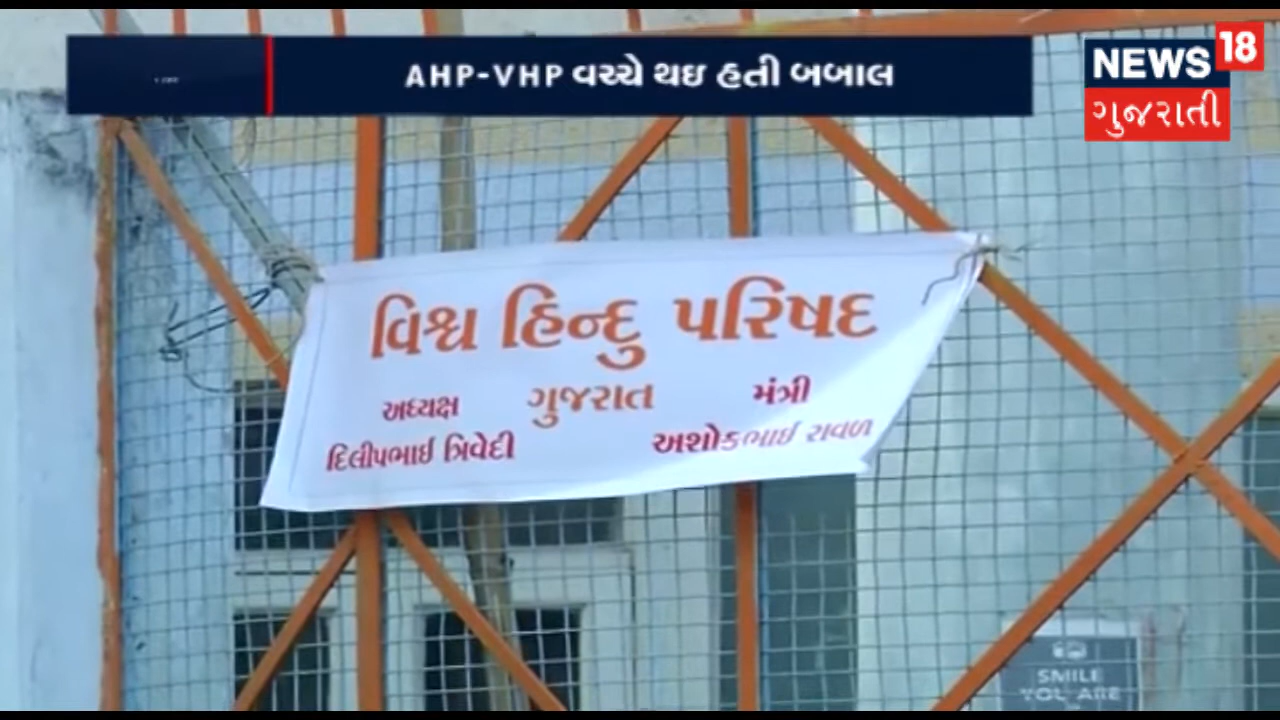 AHP-VHP વચ્ચે થઇ હતી બબાલ
NEWS 18
ગુજરાતી
વિશ્વ હિન્દુ પરિષદ
અધ્યક્ષ ગુજરાત મંત્રી
દિલીપભાઈ ત્રિવેદી અશોકભાઈ રાવળ
SMILE
YOU ARE